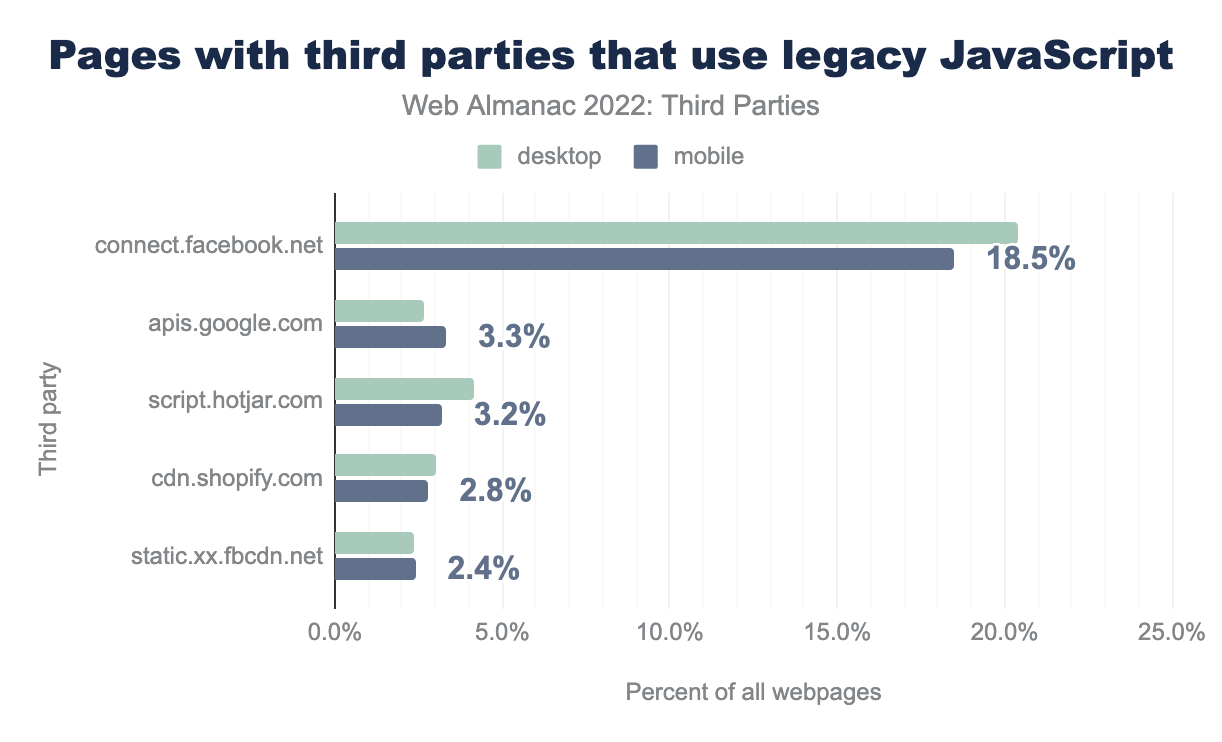 Pages with third parties that use legacy JavaScript
Web Almanac 2022: Third Parties
desktop
mobile
Third party
connect.facebook.net
18.5%
apis.google.com
3.3%
script.hotjar.com
3.2%
cdn.shopify.com
2.8%
static.xx.fbcdn.net
2.4%
0.0% 5.0% 10.0% 15.0% 20.0% 25.0%
Percent of all webpages